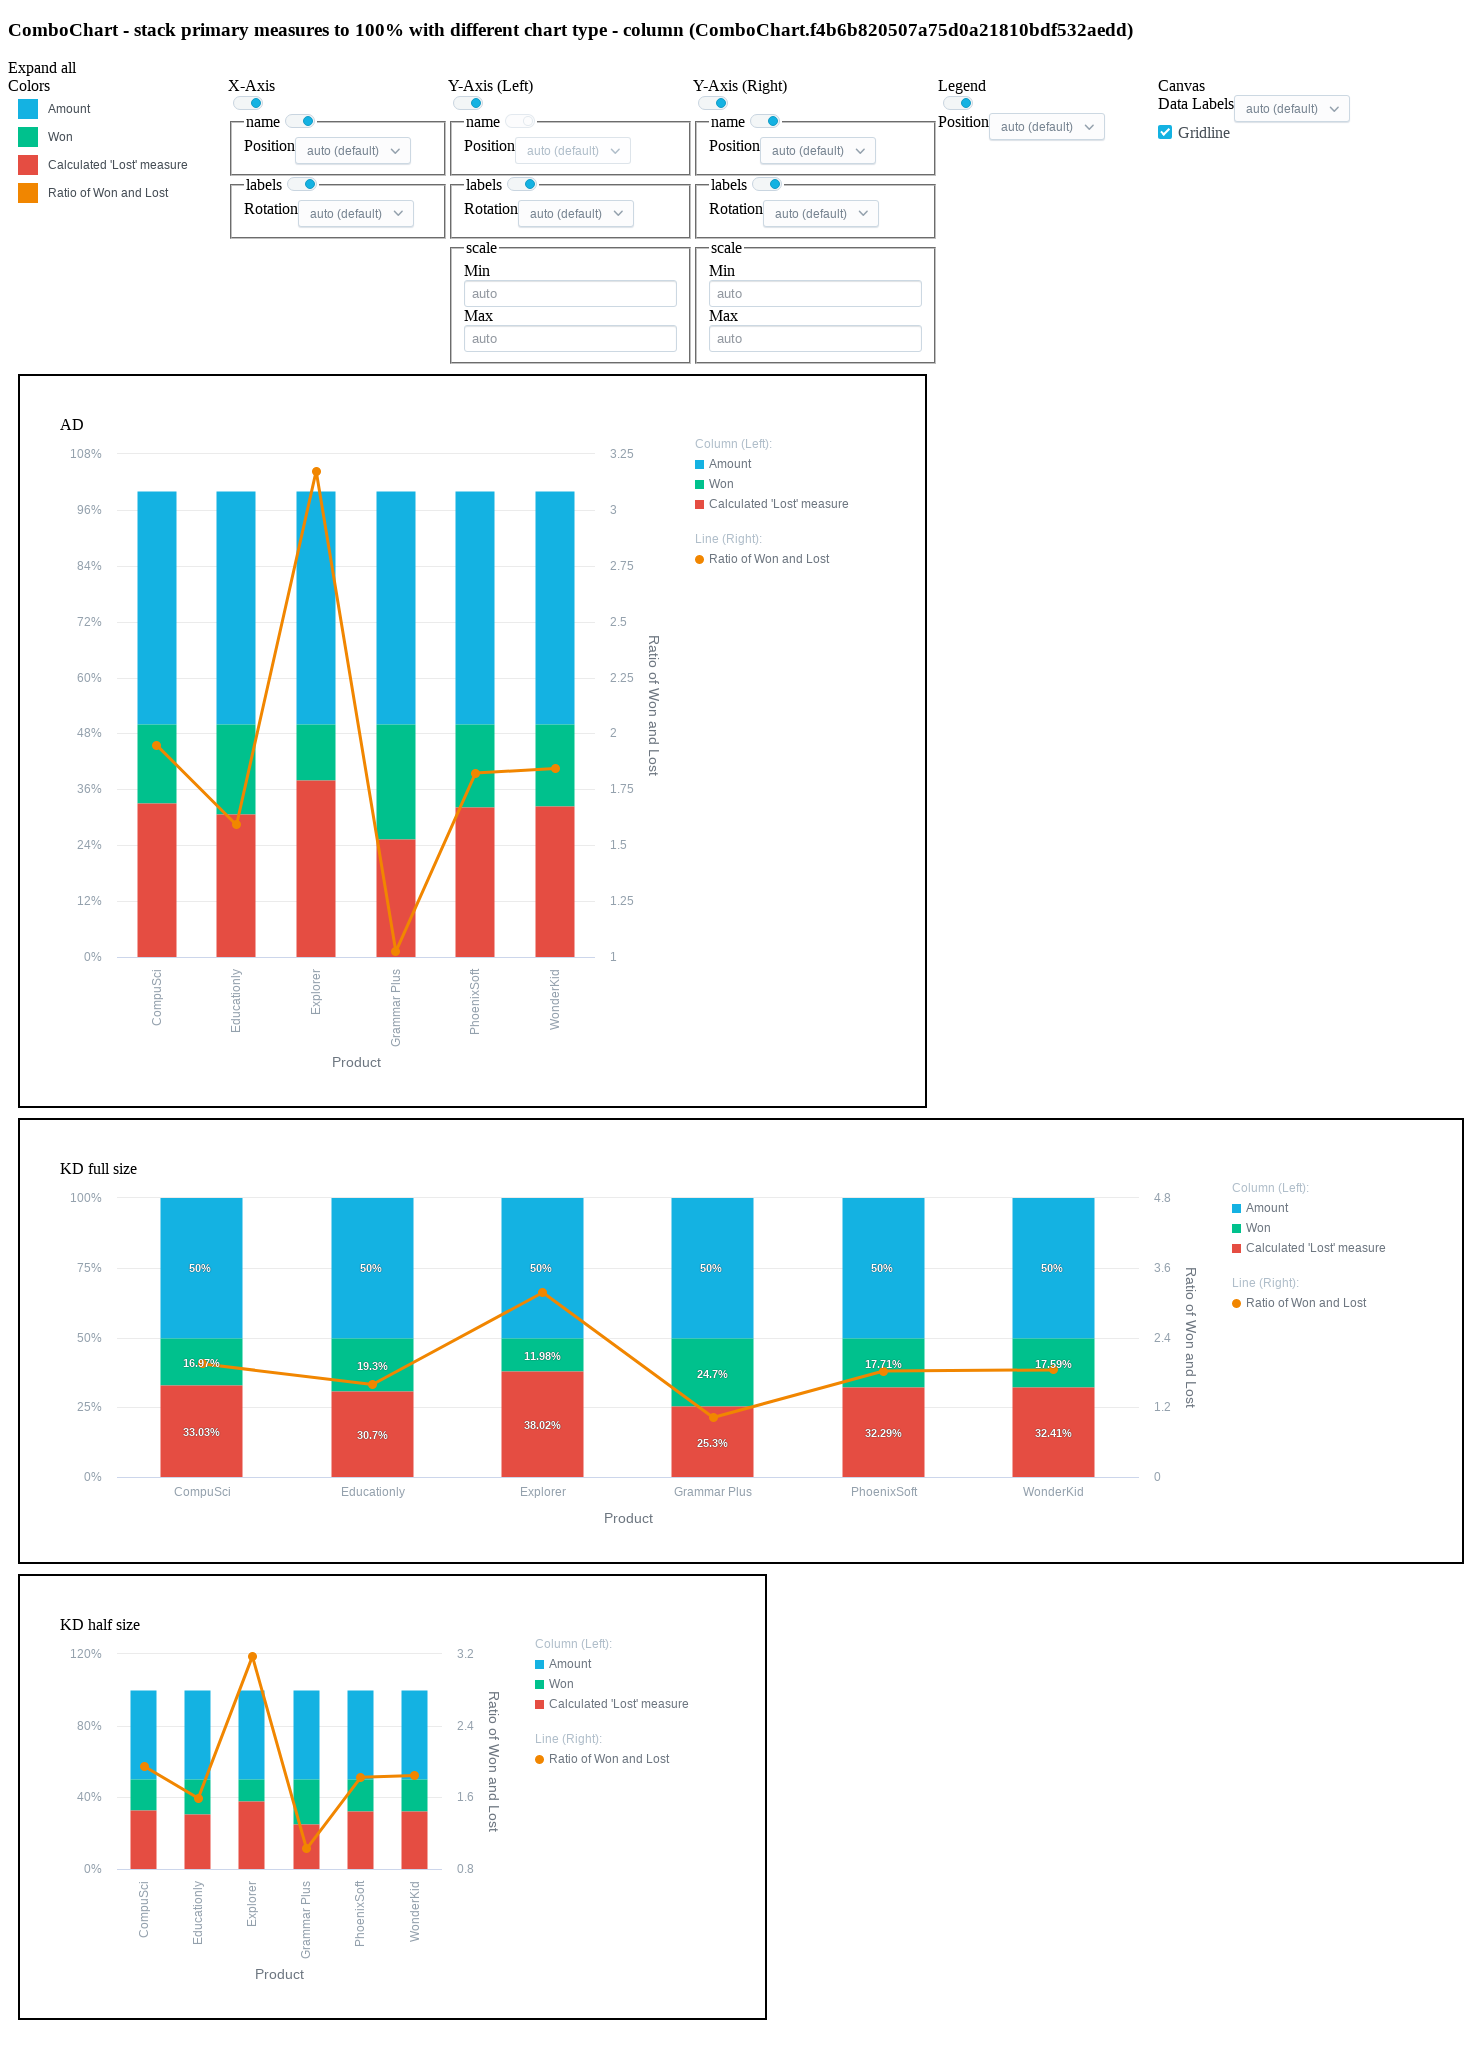 ComboChart - stack primary measures to 100% with different chart type - column (ComboChart.f4b6b820507a75d0a21810bdf532aedd)
Expand all
Colors
Amount
Won
Calculated 'Lost' measure
Ratio of Won and Lost
X-Axis
name
Position auto (default)
labels
Rotation auto (default)
Y-Axis (Left)
name
Position auto (default)
labels
Rotation auto (default)
scale
Min
auto
Max
auto
Y-Axis (Right)
name
Position auto (default)
labels
Rotation auto (default)
scale
Min
auto
Max
auto
Legend
Position auto (default)
Canvas
Data Labels auto (default)
Gridline
AD
108%
96%
84%
72%
60%
48%
36%
24%
12%
0%
3.25
3
2.75
2.5
2.25
2
1.75
1.5
1.25
1
Ratio of Won and Lost
CompuSci
Educationly
Explorer
Grammar Plus
PhoenixSoft
WonderKid
Product
Column (Left):
Amount
Won
Calculated 'Lost' measure
Line (Right):
Ratio of Won and Lost
KD full size
100%
75%
50%
25%
0%
50% 50% 50% 50% 50% 50%
16.97% 19.3% 11.98% 24.7% 17.71% 17.59%
33.03% 30.7% 38.02% 25.3% 32.29% 32.41%
4.8
3.6
2.4
1.2
0
Ratio of Won and Lost
CompuSci Educationly Explorer Grammar Plus PhoenixSoft WonderKid
Product
Column (Left):
Amount
Won
Calculated 'Lost' measure
Line (Right):
Ratio of Won and Lost
KD half size
120%
80%
40%
0%
3.2
2.4
1.6
0.8
Ratio of Won and Lost
CompuSci
Educationly
Explorer
Grammar Plus
PhoenixSoft
WonderKid
Product
Column (Left):
Amount
Won
Calculated 'Lost' measure
Line (Right):
Ratio of Won and Lost